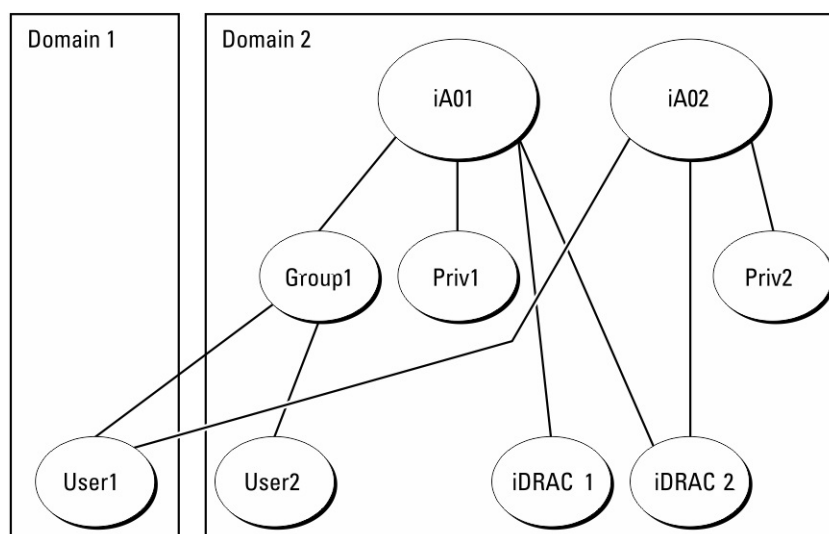 Domain 1
Domain 2
iA01
iA02
Group1
Priv1
Priv2
User1
User2
iDRAC 1
iDRAC 2